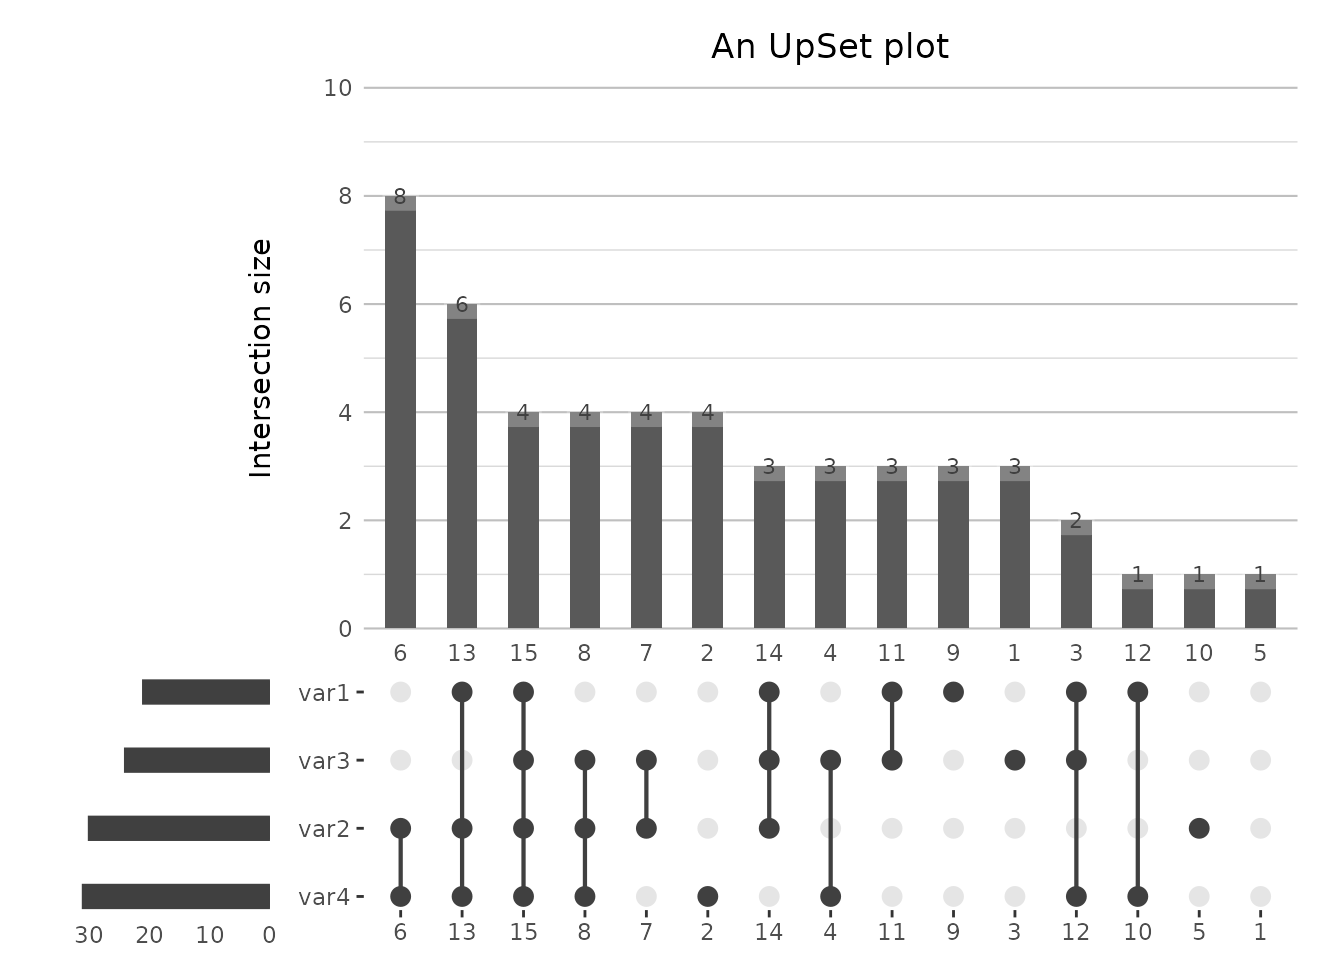 An UpSet plot
10
8
6
4
2
0
Intersection size
8 6 4 4 4 4 3 3 3 3 3 2 1 1 1
6 13 15 8 7 2 14 4 11 9 1 3 12 10 5
var1
var3
var2
var4
30 20 10 0
6 13 15 8 7 2 14 4 11 9 3 12 10 5 1